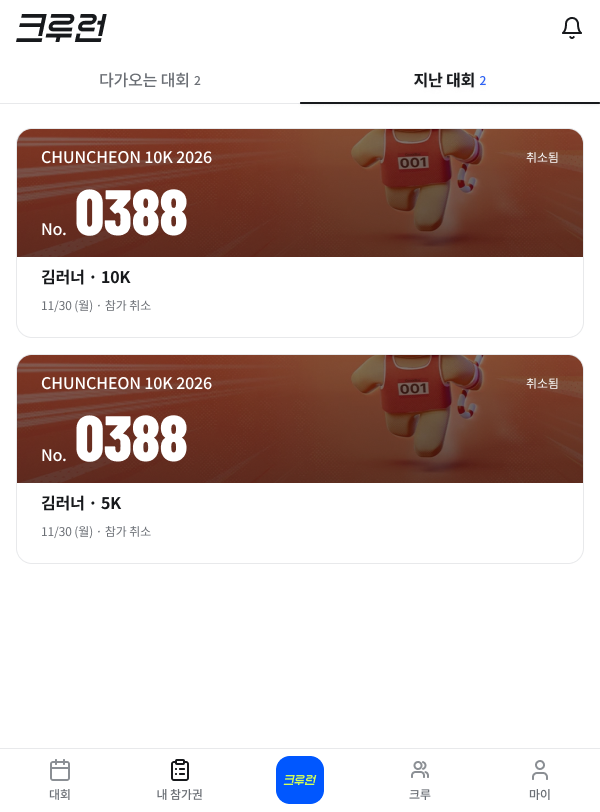 크루런
다가오는 대회 2
지난 대회 2
CHUNCHEON 10K 2026
취소됨
001
No. 0388
김러너 · 10K
11/30 (월) · 참가 취소
CHUNCHEON 10K 2026
취소됨
001
No. 0388
김러너 · 5K
11/30 (월) · 참가 취소
대회
내 참가권
크루런
크루
마이